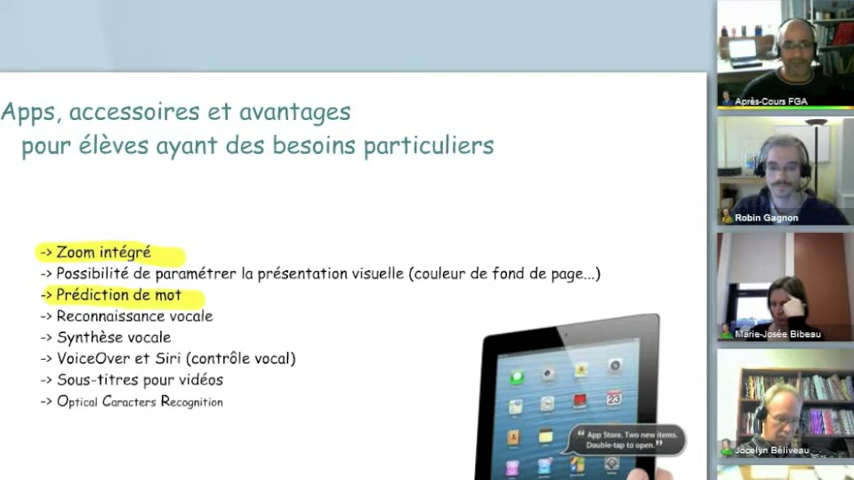 Apps, accessoires et avantages
pour élèves ayant des besoins particuliers
-> Zoom intégré
-> Possibilité de paramétrer la présentation visuelle (couleur de fond de page...)
-> Prédiction de mot
-> Reconnaissance vocale
-> Synthèse vocale
-> VoiceOver et Siri (contrôle vocal)
-> Sous-titres pour vidéos
-> Optical Caracters Recognition
23
"App Store. Two new items.
Double-tap to open."
Après-Cours FGA
Robin Gagnon
Marie-Josée Bibeau
Jocelyn Béliveau